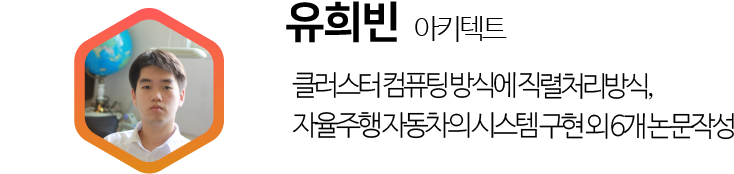 유희빈 아키텍트
클러스터 컴퓨팅 방식에 직렬처리방식,
자율주행 자동차의 시스템 구현 외 6개 논문작성